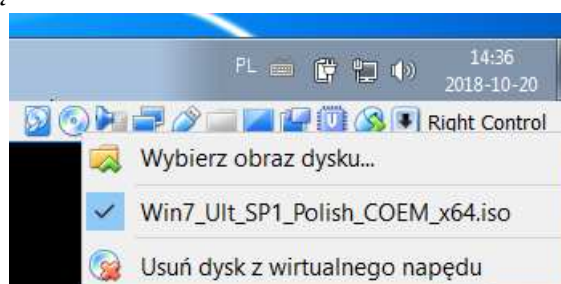 PL 14:36
2018-10-20
Right Control
Wybierz obraz dysku...
Win7_Ult_SP1_Polish_COEM_x64.iso
Usuń dysk z wirtualnego napędu